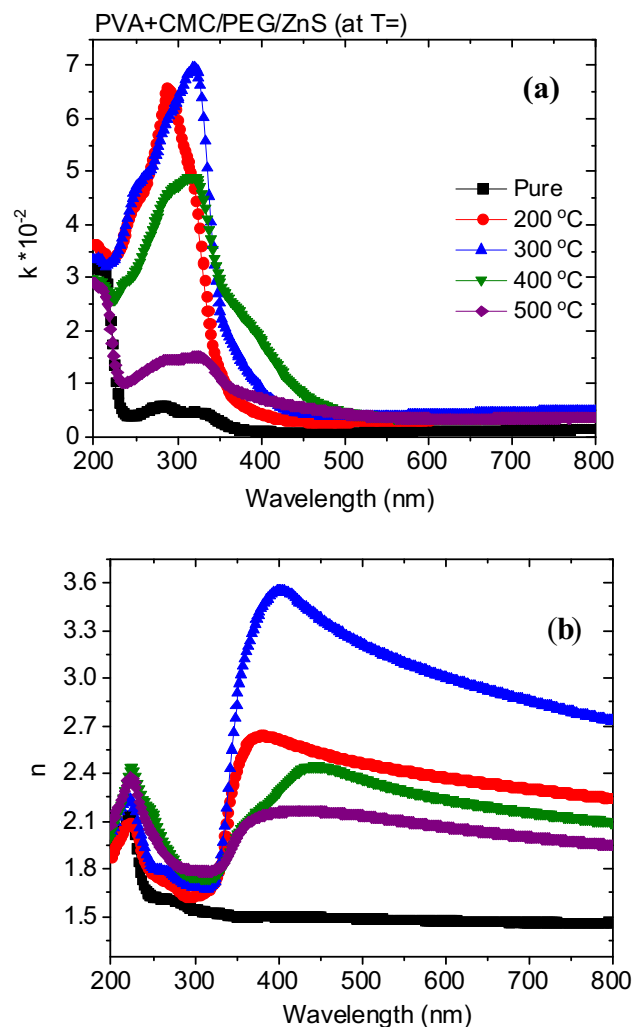 PVA+CMC/PEG/ZnS (at T=)
(a)
k *10⁻²
7
6
5
4
3
2
1
0
Pure
200 °C
300 °C
400 °C
500 °C
200 300 400 500 600 700 800
Wavelength (nm)
(b)
n
3.6
3.3
3.0
2.7
2.4
2.1
1.8
1.5
200 300 400 500 600 700 800
Wavelength (nm)